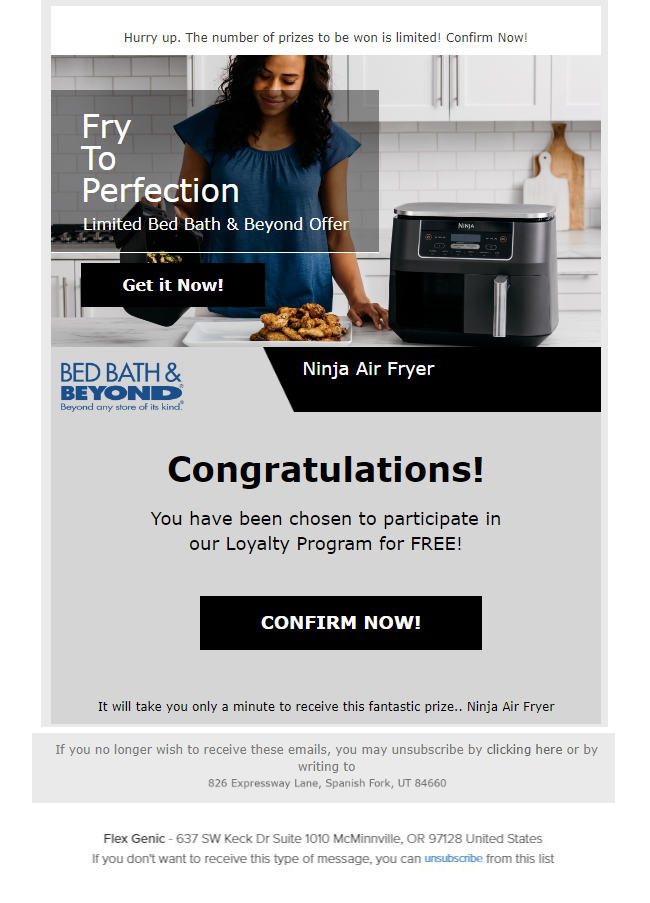 Hurry up. The number of prizes to be won is limited! Confirm Now!
Fry
To
Perfection
Limited Bed Bath & Beyond Offer
Get it Now!
NINJA
BED BATH &
BEYOND®
Beyond any store of its kind.®
Ninja Air Fryer
Congratulations!
You have been chosen to participate in
our Loyalty Program for FREE!
CONFIRM NOW!
It will take you only a minute to receive this fantastic prize.. Ninja Air Fryer
If you no longer wish to receive these emails, you may unsubscribe by clicking here or by
writing to
826 Expressway Lane, Spanish Fork, UT 84660
Flex Genic - 637 SW Keck Dr Suite 1010 McMinnville, OR 97128 United States
If you don't want to receive this type of message, you can unsubscribe from this list